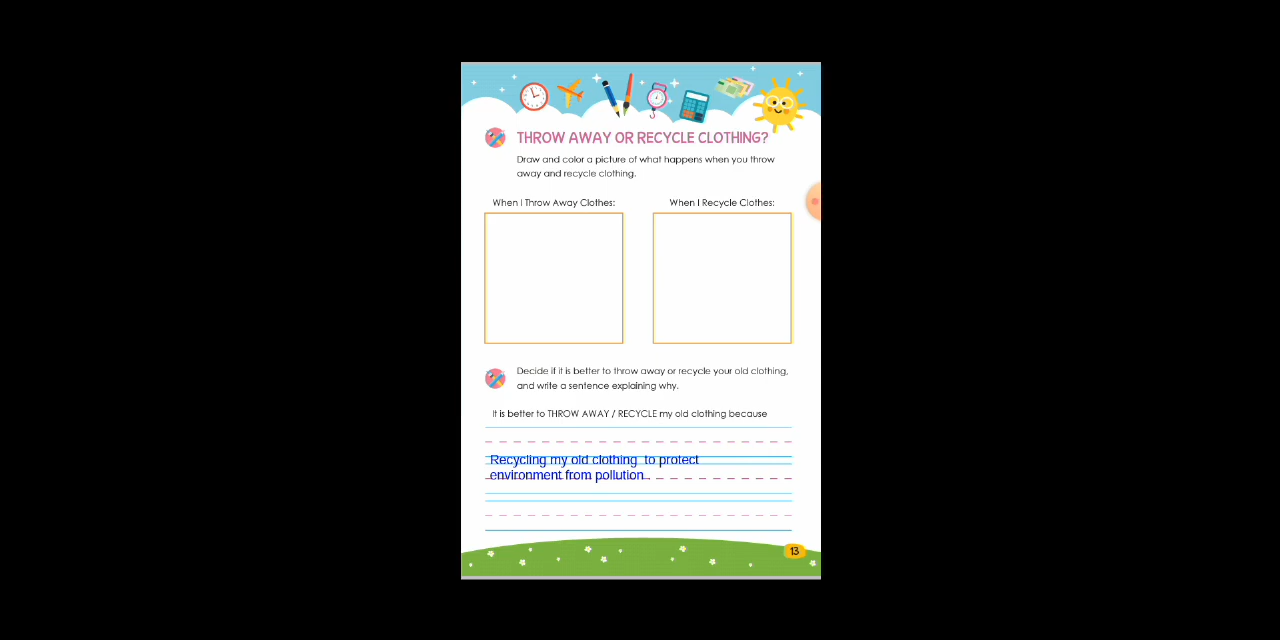 THROW AWAY OR RECYCLE CLOTHING?
Draw and color a picture of what happens when you throw
away and recycle clothing.
When I Throw Away Clothes:
When I Recycle Clothes:
Decide if it is better to throw away or recycle your old clothing,
and write a sentence explaining why.
It is better to THROW AWAY / RECYCLE my old clothing because
Recycling my old clothing  to protect
environment from pollution .
13